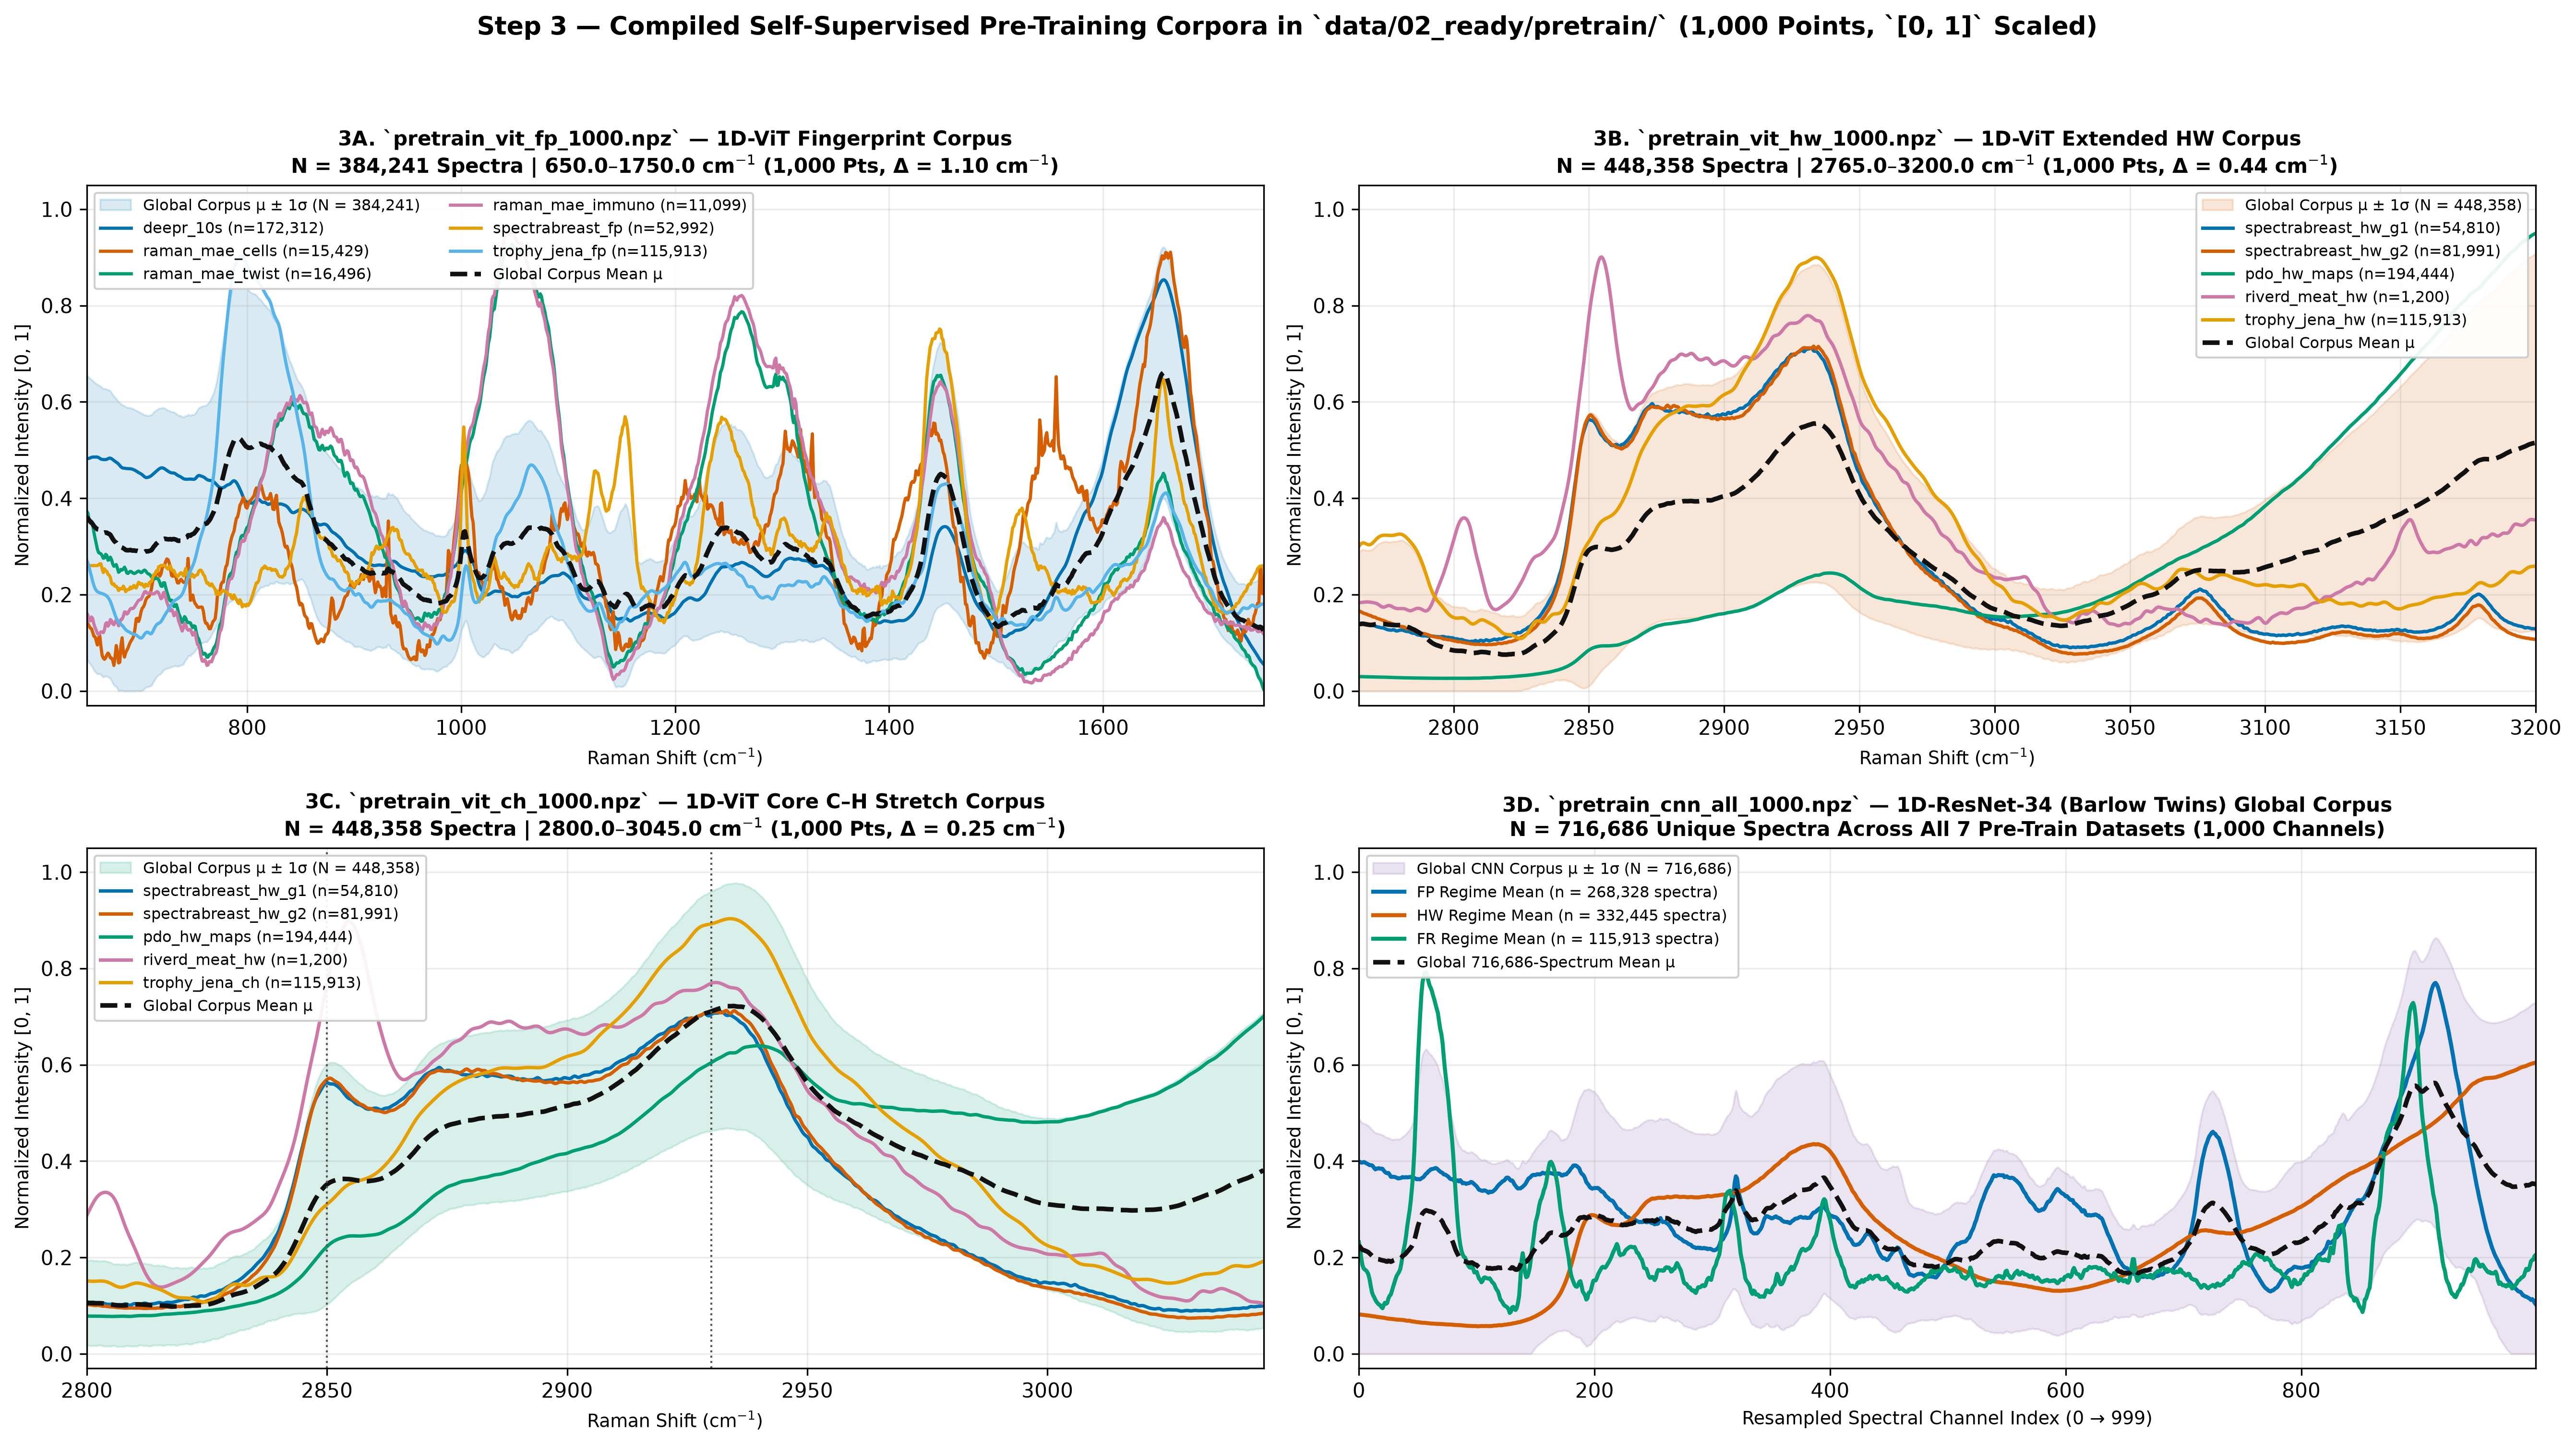 Step 3 — Compiled Self-Supervised Pre-Training Corpora in `data/02_ready/pretrain/` (1,000 Points, `[0, 1]` Scaled)
3A. `pretrain_vit_fp_1000.npz` — 1D-ViT Fingerprint Corpus
N = 384,241 Spectra | 650.0–1750.0 cm⁻¹ (1,000 Pts, Δ = 1.10 cm⁻¹)
Normalized Intensity [0, 1]
1.0
0.8
0.6
0.4
0.2
0.0
Global Corpus μ ± 1σ (N = 384,241)
deepr_10s (n=172,312)
raman_mae_cells (n=15,429)
raman_mae_twist (n=16,496)
raman_mae_immuno (n=11,099)
spectrabreast_fp (n=52,992)
trophy_jena_fp (n=115,913)
Global Corpus Mean μ
800 1000 1200 1400 1600
Raman Shift (cm⁻¹)
3B. `pretrain_vit_hw_1000.npz` — 1D-ViT Extended HW Corpus
N = 448,358 Spectra | 2765.0–3200.0 cm⁻¹ (1,000 Pts, Δ = 0.44 cm⁻¹)
Normalized Intensity [0, 1]
1.0
0.8
0.6
0.4
0.2
0.0
Global Corpus μ ± 1σ (N = 448,358)
spectrabreast_hw_g1 (n=54,810)
spectrabreast_hw_g2 (n=81,991)
pdo_hw_maps (n=194,444)
riverd_meat_hw (n=1,200)
trophy_jena_hw (n=115,913)
Global Corpus Mean μ
2800 2850 2900 2950 3000 3050 3100 3150 3200
Raman Shift (cm⁻¹)
3C. `pretrain_vit_ch_1000.npz` — 1D-ViT Core C–H Stretch Corpus
N = 448,358 Spectra | 2800.0–3045.0 cm⁻¹ (1,000 Pts, Δ = 0.25 cm⁻¹)
Normalized Intensity [0, 1]
1.0
0.8
0.6
0.4
0.2
0.0
Global Corpus μ ± 1σ (N = 448,358)
spectrabreast_hw_g1 (n=54,810)
spectrabreast_hw_g2 (n=81,991)
pdo_hw_maps (n=194,444)
riverd_meat_hw (n=1,200)
trophy_jena_ch (n=115,913)
Global Corpus Mean μ
2800 2850 2900 2950 3000
Raman Shift (cm⁻¹)
3D. `pretrain_cnn_all_1000.npz` — 1D-ResNet-34 (Barlow Twins) Global Corpus
N = 716,686 Unique Spectra Across All 7 Pre-Train Datasets (1,000 Channels)
Normalized Intensity [0, 1]
1.0
0.8
0.6
0.4
0.2
0.0
Global CNN Corpus μ ± 1σ (N = 716,686)
FP Regime Mean (n = 268,328 spectra)
HW Regime Mean (n = 332,445 spectra)
FR Regime Mean (n = 115,913 spectra)
Global 716,686-Spectrum Mean μ
0 200 400 600 800
Resampled Spectral Channel Index (0 → 999)